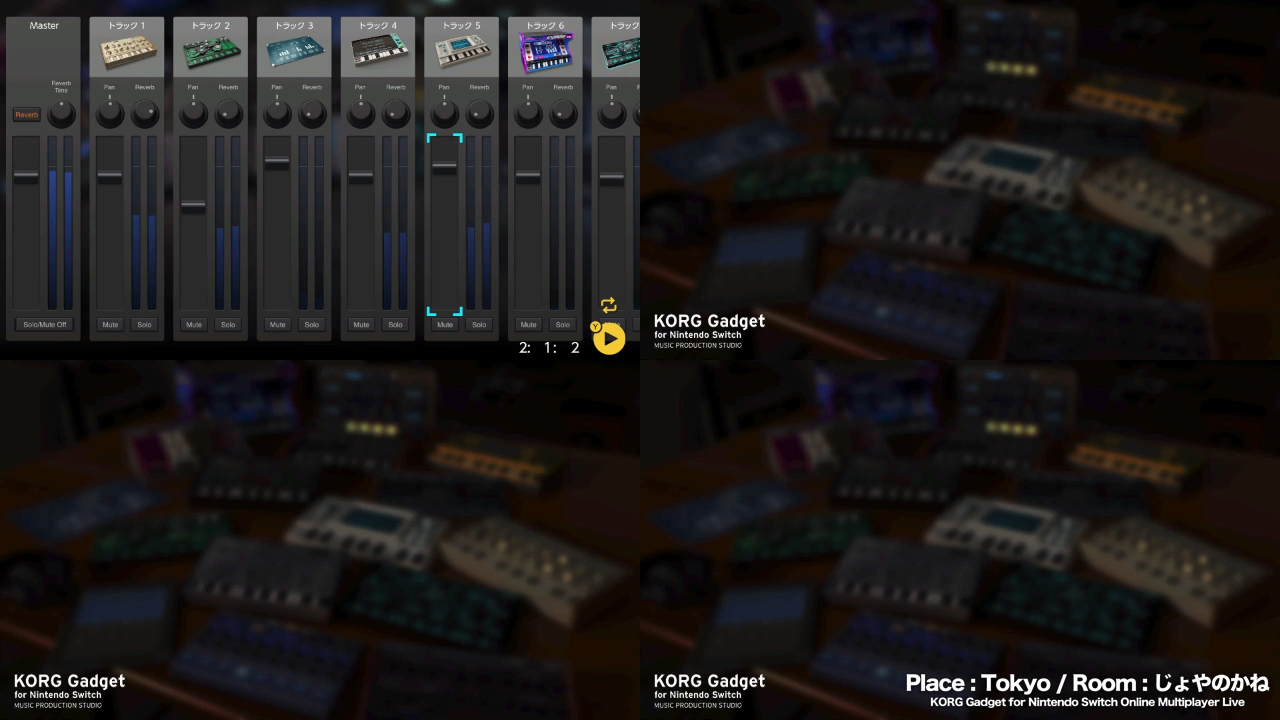 Master
トラック 1
トラック 2
トラック 3
トラック 4
トラック 5
トラック 6
Reverb
Time
Pan
Reverb
Pan
Reverb
Pan
Reverb
Pan
Reverb
Pan
Reverb
Pan
Reverb
Pan
Reverb
Solo/Mute Off
Mute
Solo
Mute
Solo
Mute
Solo
Mute
Solo
Mute
Solo
Mute
Solo
Y
2: 1: 2
KORG Gadget
for Nintendo Switch
MUSIC PRODUCTION STUDIO
KORG Gadget
for Nintendo Switch
MUSIC PRODUCTION STUDIO
KORG Gadget
for Nintendo Switch
MUSIC PRODUCTION STUDIO
Place : Tokyo / Room : じょやのかね
KORG Gadget for Nintendo Switch Online Multiplayer Live